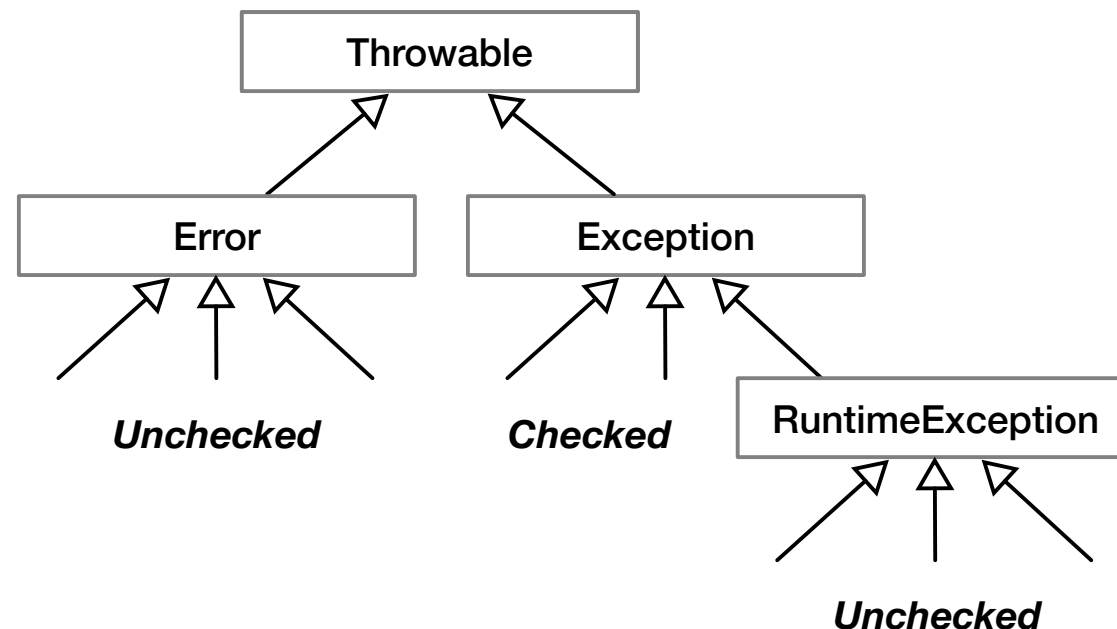 Throwable
Error
Exception
Unchecked
Checked
RuntimeException
Unchecked